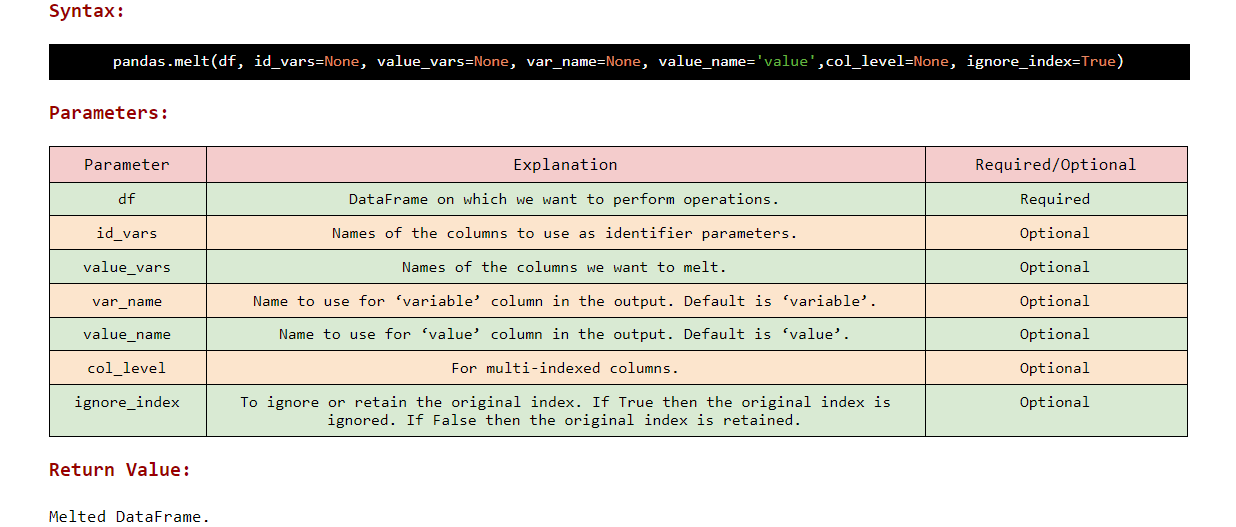 Syntax:
pandas.melt(df, id_vars=None, value_vars=None, var_name=None, value_name='value',col_level=None, ignore_index=True)
Parameters:
Parameter Explanation Required/Optional
df DataFrame on which we want to perform operations. Required
id_vars Names of the columns to use as identifier parameters. Optional
value_vars Names of the columns we want to melt. Optional
var_name Name to use for ‘variable’ column in the output. Default is ‘variable’. Optional
value_name Name to use for ‘value’ column in the output. Default is ‘value’. Optional
col_level For multi-indexed columns. Optional
ignore_index To ignore or retain the original index. If True then the original index is Optional
ignored. If False then the original index is retained.
Return Value:
Melted DataFrame.